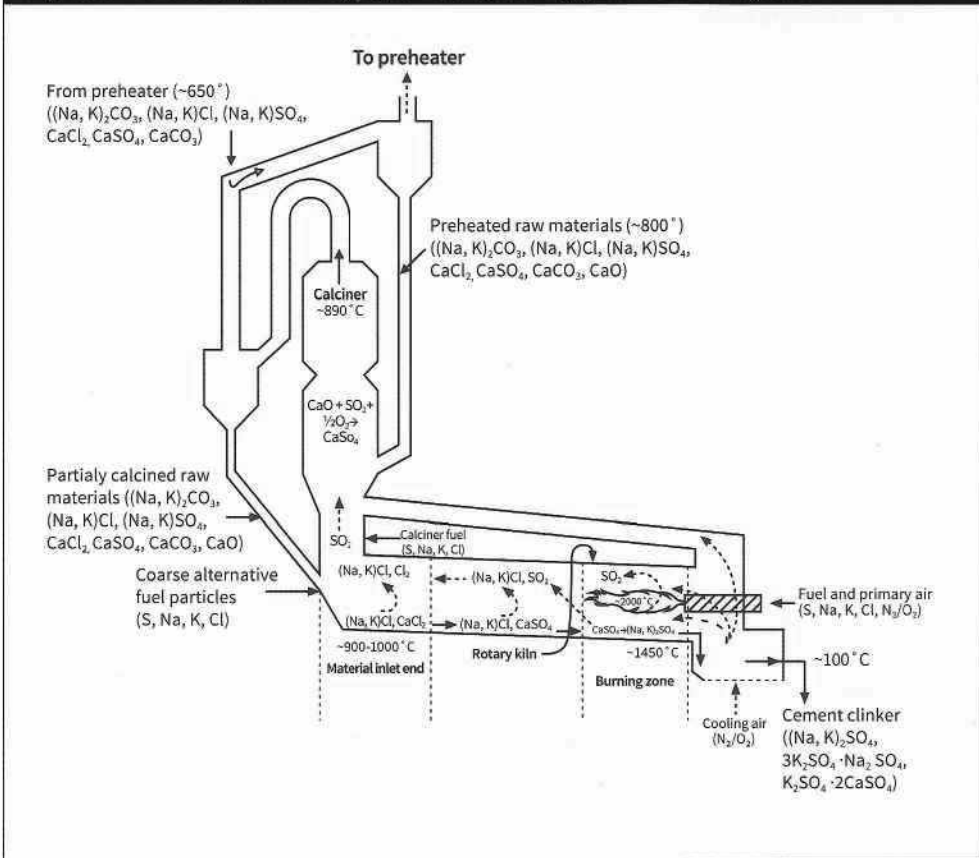 To preheater
From preheater (~650˚)
((Na, K)₂CO₃, (Na, K)Cl, (Na, K)SO₄,
CaCl₂, CaSO₄, CaCO₃)
Preheated raw materials (~800˚)
((Na, K)₂CO₃, (Na, K)Cl, (Na, K)SO₄,
CaCl₂, CaSO₄, CaCO₃, CaO)
Calciner
~890˚C
CaO + SO₂+
½O₂→
CaSo₄
Partialy calcined raw
materials ((Na, K)₂CO₃,
(Na, K)Cl, (Na, K)SO₄,
CaCl₂, CaSO₄, CaCO₃, CaO)
SO₂
Calciner fuel
(S, Na, K, Cl)
Coarse alternative
fuel particles
(S, Na, K, Cl)
(Na, K)Cl, Cl₂
(Na, K)Cl, SO₂
SO₂
~2000˚C
Fuel and primary air
(S, Na, K, Cl, N₃/O₂)
(Na, K)Cl, CaCl₂
(Na, K)Cl, CaSO₄
CaSO₄→(Na, K)₂SO₄
~900-1000˚C
Material inlet end
Rotary kiln
~1450˚C
Burning zone
~100˚C
Cooling air
(N₂/O₂)
Cement clinker
((Na, K)₂SO₄,
3K₂SO₄ ·Na₂ SO₄,
K₂SO₄ ·2CaSO₄)